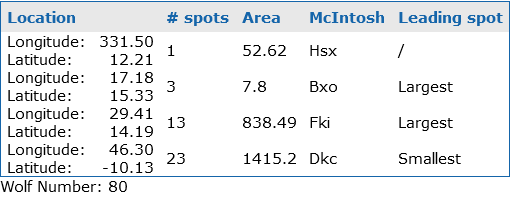 Location # spots Area McIntosh Leading spot
Longitude: 331.50
Latitude: 12.21 1 52.62 Hsx /
Longitude: 17.18
Latitude: 15.33 3 7.8 Bxo Largest
Longitude: 29.41
Latitude: 14.19 13 838.49 Fki Largest
Longitude: 46.30
Latitude: -10.13 23 1415.2 Dkc Smallest
Wolf Number: 80